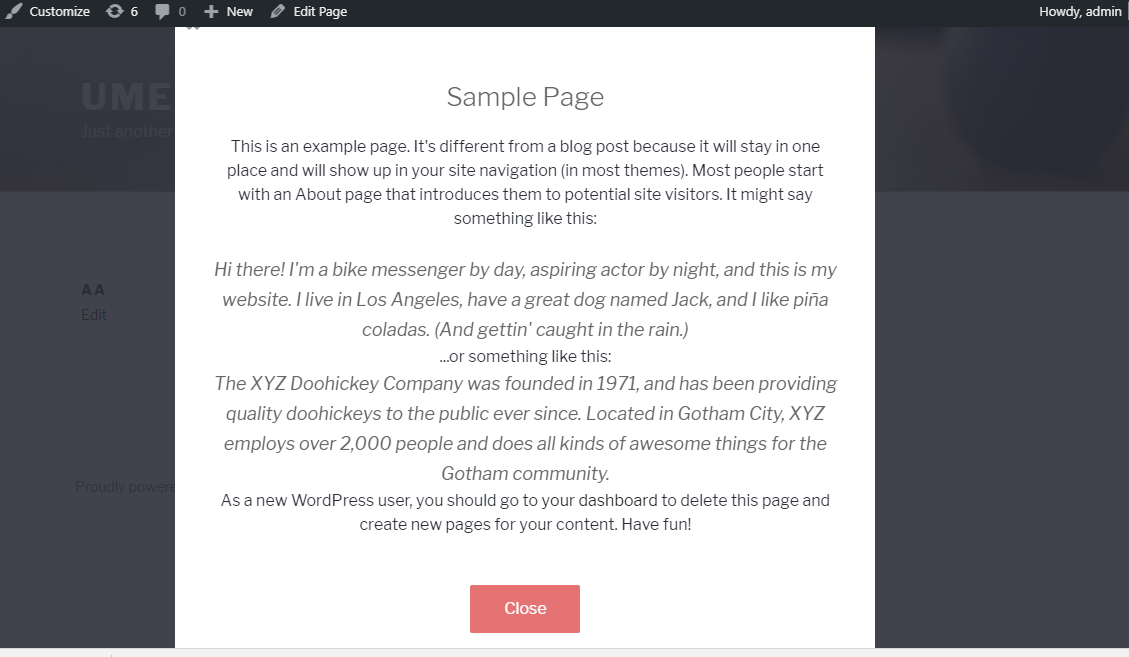 Customize 6 0 New Edit Page Howdy, admin
Sample Page
UME
Just another
This is an example page. It's different from a blog post because it will stay in one
place and will show up in your site navigation (in most themes). Most people start
with an About page that introduces them to potential site visitors. It might say
something like this:
Hi there! I'm a bike messenger by day, aspiring actor by night, and this is my
website. I live in Los Angeles, have a great dog named Jack, and I like piña
coladas. (And gettin' caught in the rain.)
AA
Edit
...or something like this:
The XYZ Doohickey Company was founded in 1971, and has been providing
quality doohickeys to the public ever since. Located in Gotham City, XYZ
employs over 2,000 people and does all kinds of awesome things for the
Gotham community.
Proudly powere
As a new WordPress user, you should go to your dashboard to delete this page and
create new pages for your content. Have fun!
Close